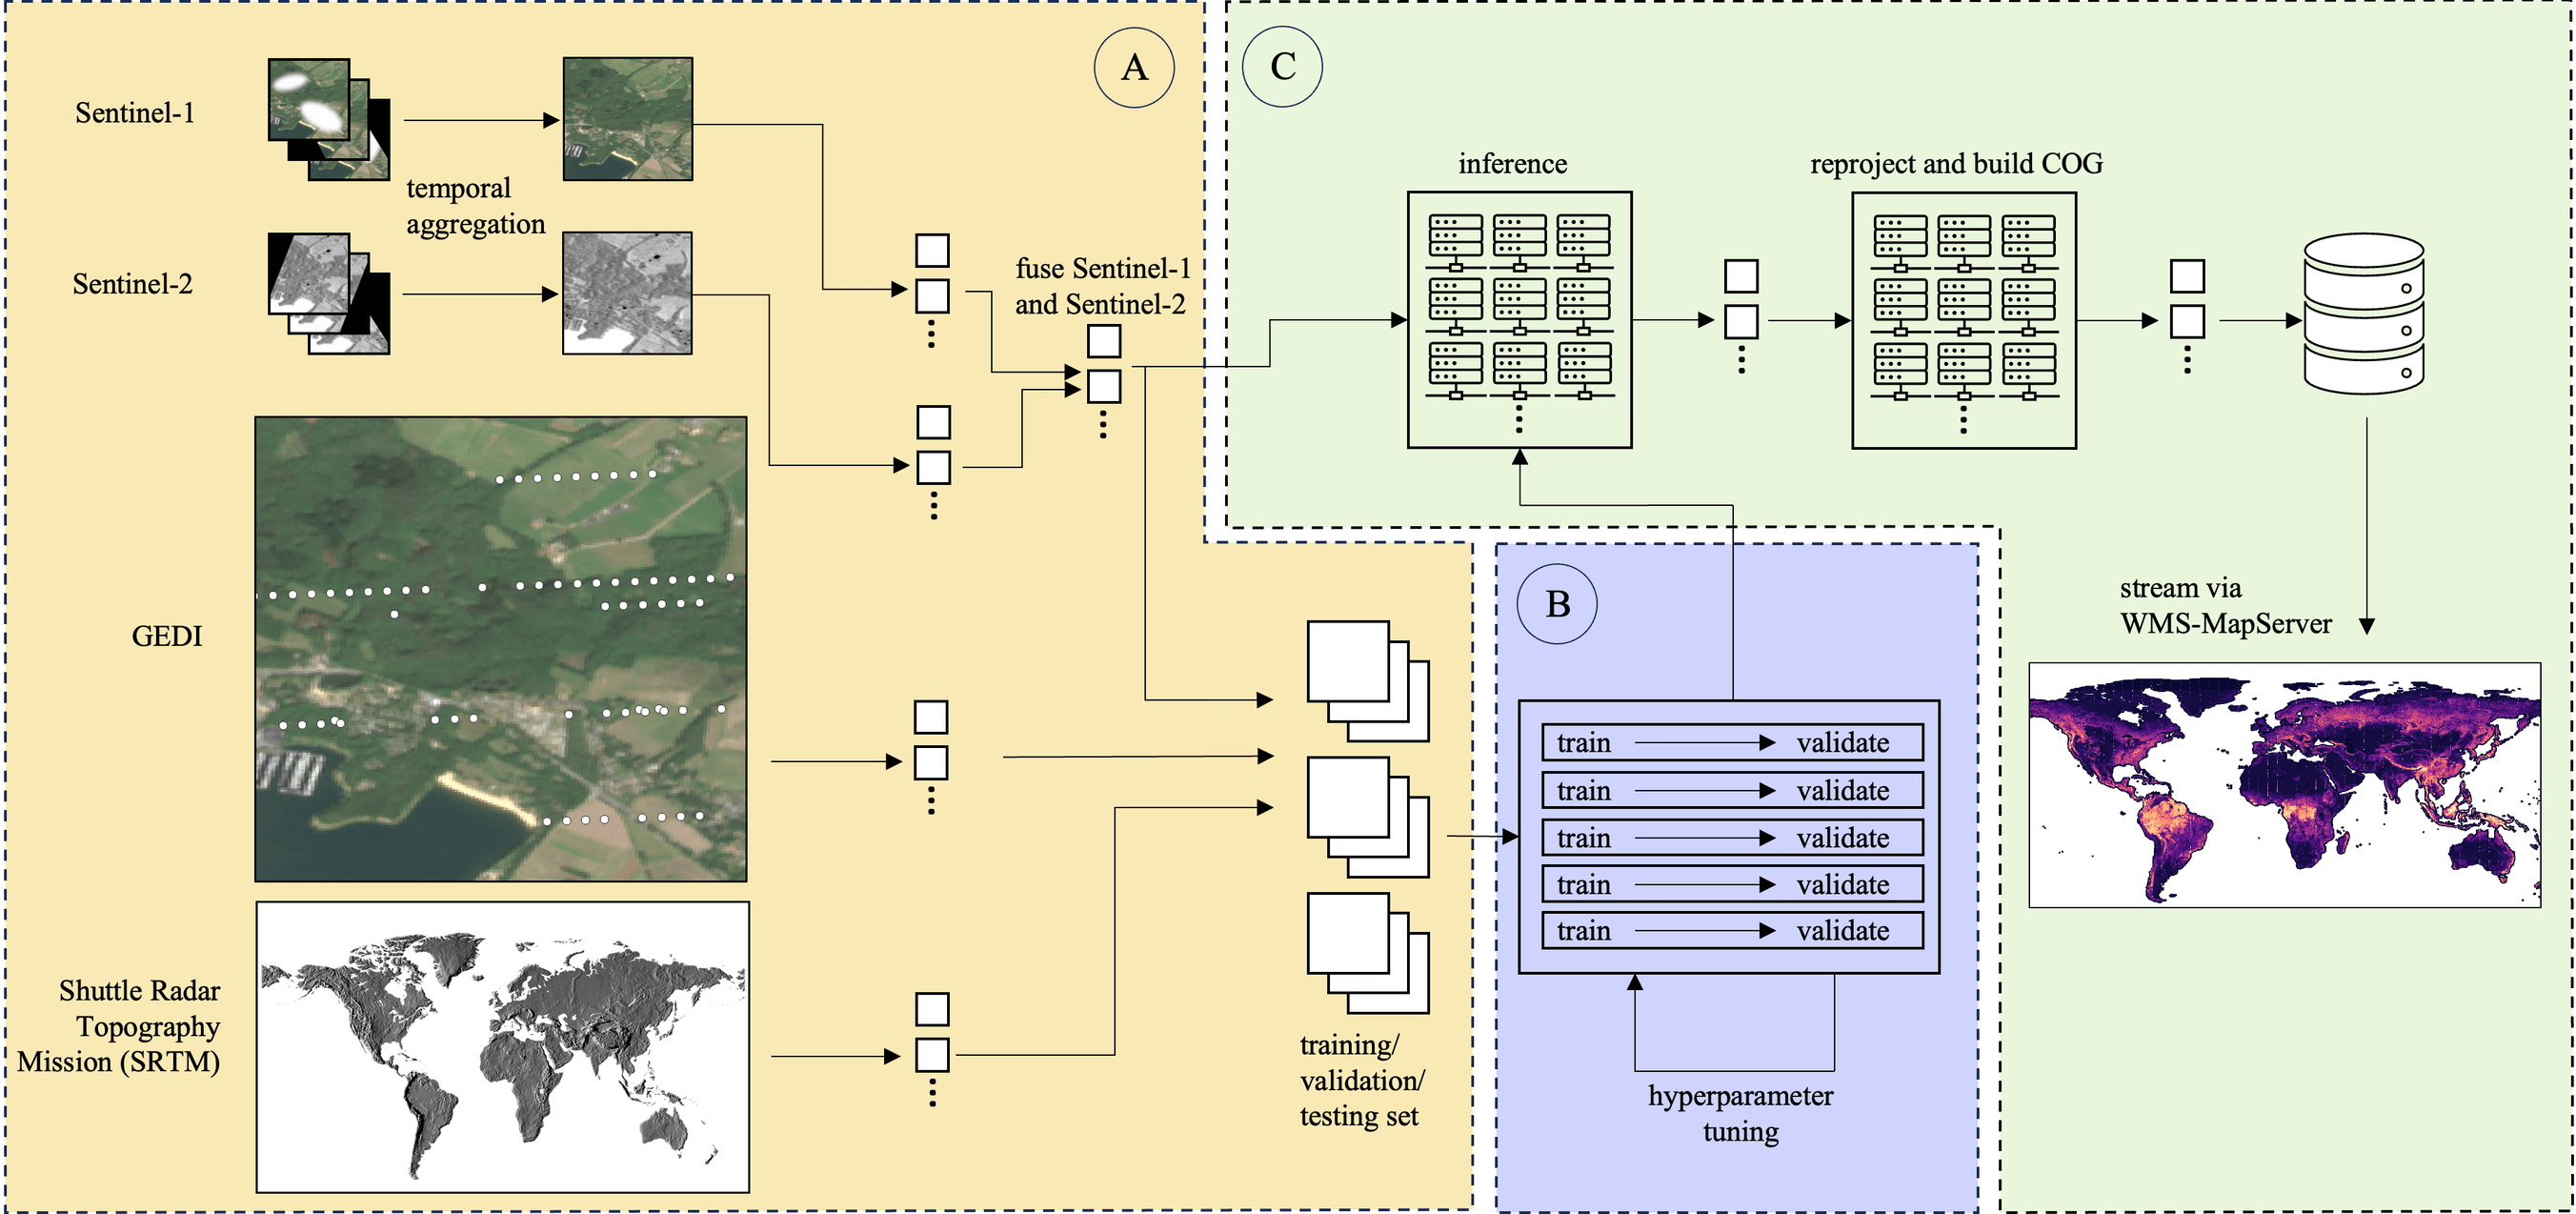 A
Sentinel-1
temporal
aggregation
Sentinel-2
fuse Sentinel-1
and Sentinel-2
GEDI
Shuttle Radar
Topography
Mission (SRTM)
training/
validation/
testing set
B
train validate
train validate
train validate
train validate
train validate
hyperparameter
tuning
C
inference
reproject and build COG
stream via
WMS-MapServer